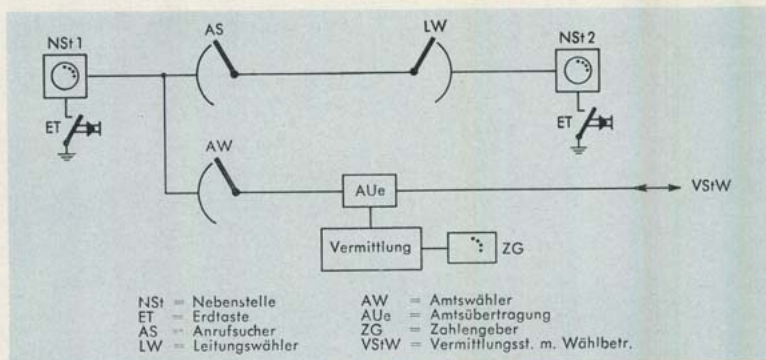 AS
LW
NSt 1
NSt 2
ET
ET
AW
AUe
VStW
Vermittlung
ZG
NSt = Nebenstelle
ET = Erdtaste
AS = Anrufsucher
LW = Leitungswähler
AW = Amtswähler
AUe = Amtsübertragung
ZG = Zahlengeber
VStW = Vermittlungsst. m. Wählbetr.